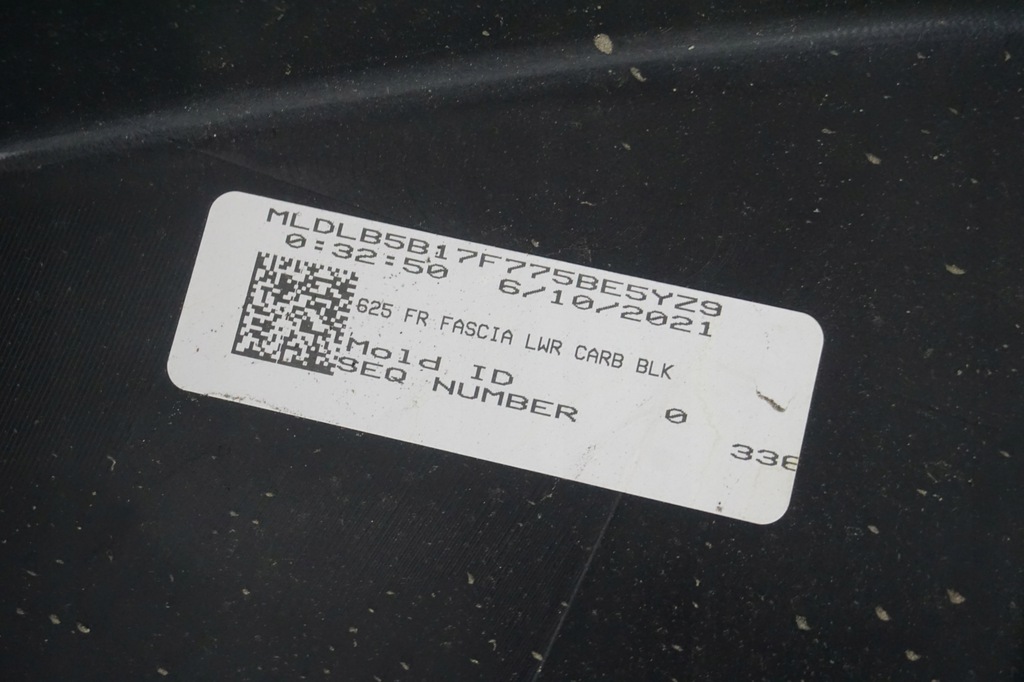 MLDLB5B17F775BE5YZ9
0:32:50 6/10/2021
625 FR FASCIA LWR CARB BLK
Mold ID 0
SEQ NUMBER